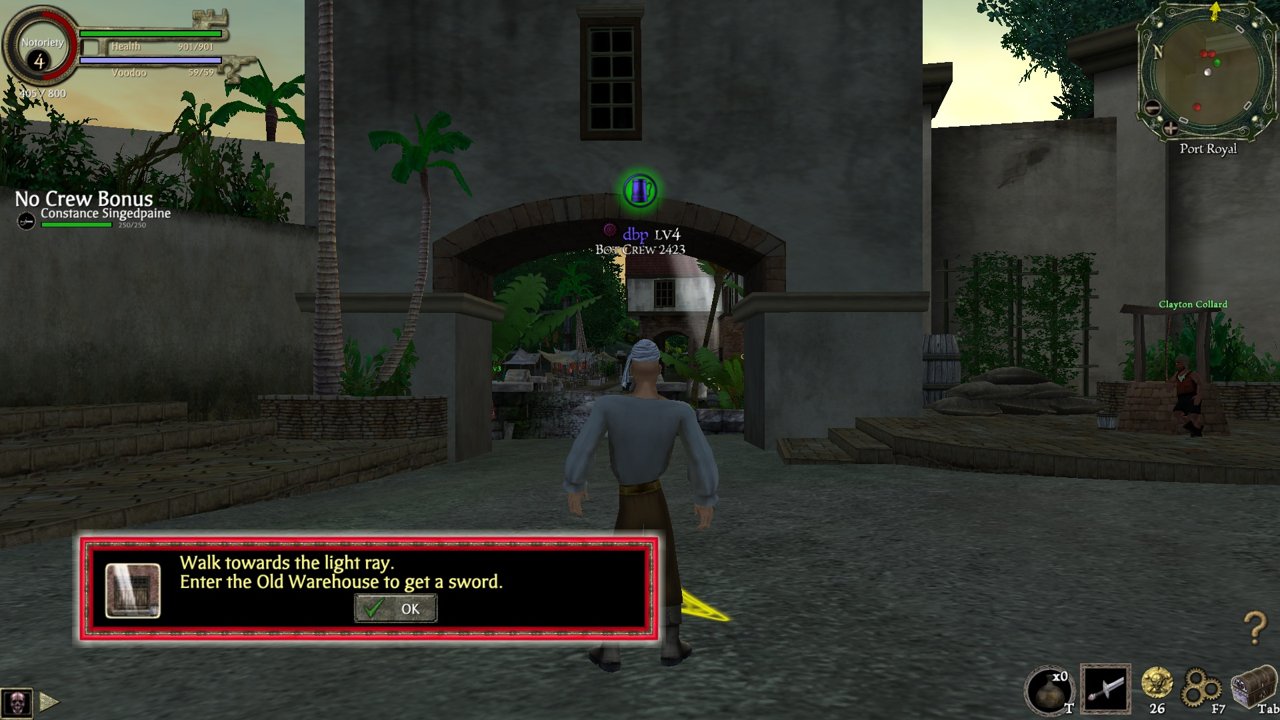 Notoriety
4
Health 901/901
Voodoo 59/59
405 / 800
N
Port Royal
No Crew Bonus
Constance Singedpaine
250/250
dbp LV4
Clayton Collard
Walk towards the light ray.
Enter the Old Warehouse to get a sword.
OK
?
x0
T
26
F7
Tab